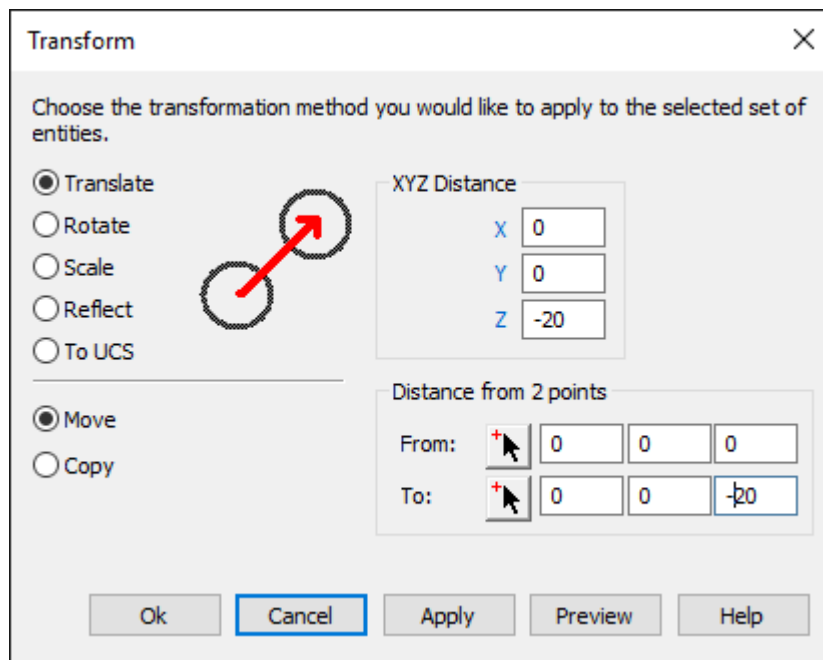 Transform
Choose the transformation method you would like to apply to the selected set of
entities.
Translate
Rotate
Scale
Reflect
To UCS
Move
Copy
XYZ Distance
X 0
Y 0
Z -20
Distance from 2 points
From: 0 0 0
To: 0 0 -20
Ok Cancel Apply Preview Help